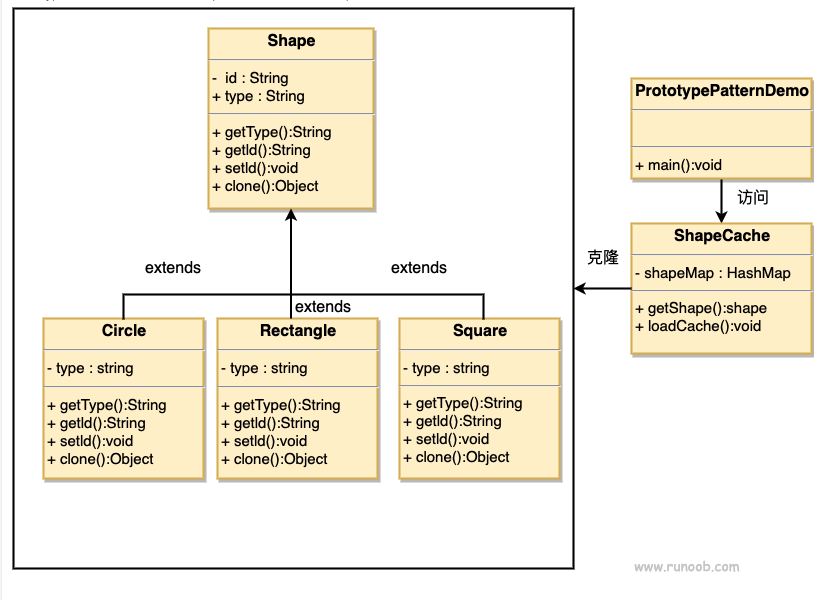 Shape
- id : String
+ type : String
+ getType():String
+ getId():String
+ setId():void
+ clone():Object
PrototypePatternDemo
+ main():void
访问
ShapeCache
- shapeMap : HashMap
+ getShape():shape
+ loadCache():void
克隆
extends
extends
extends
Circle
- type : string
+ getType():String
+ getId():String
+ setId():void
+ clone():Object
Rectangle
- type : string
+ getType():String
+ getId():String
+ setId():void
+ clone():Object
Square
- type : string
+ getType():String
+ getId():String
+ setId():void
+ clone():Object
www.runoob.com